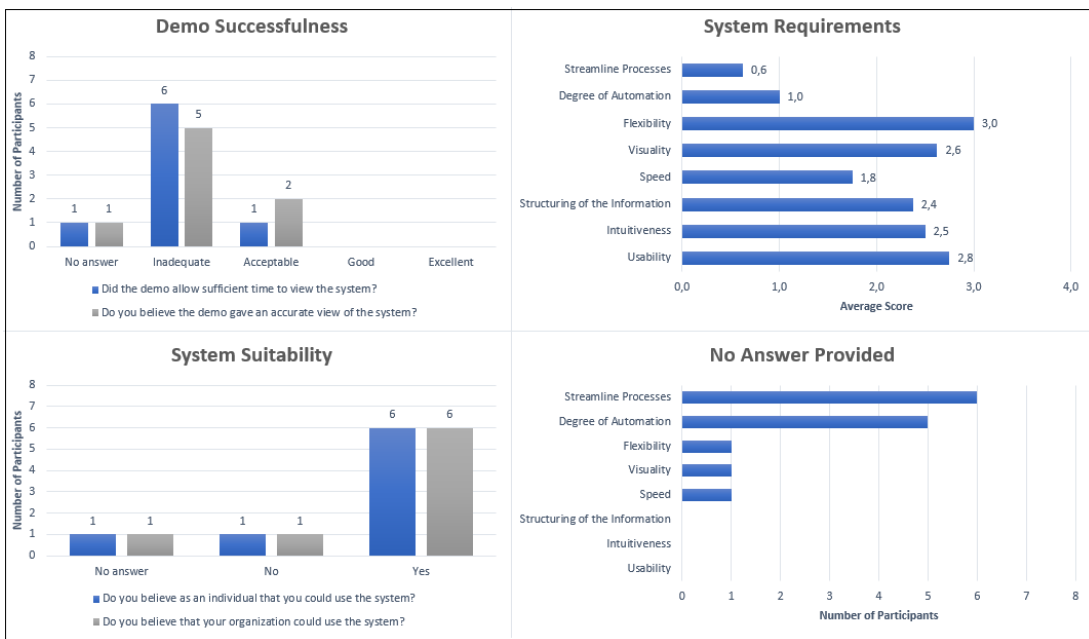 Demo Successfulness
Number of Participants
8
7
6
5
4
3
2
1
0
1
1
6
5
1
2
No answer
Inadequate
Acceptable
Good
Excellent
Did the demo allow sufficient time to view the system?
Do you believe the demo gave an accurate view of the system?
System Requirements
Streamline Processes
0,6
Degree of Automation
1,0
Flexibility
3,0
Visuality
2,6
Speed
1,8
Structuring of the Information
2,4
Intuitiveness
2,5
Usability
2,8
0,0
1,0
2,0
3,0
4,0
Average Score
System Suitability
Number of Participants
8
7
6
5
4
3
2
1
0
1
1
1
1
6
6
No answer
No
Yes
Do you believe as an individual that you could use the system?
Do you believe that your organization could use the system?
No Answer Provided
Streamline Processes
Degree of Automation
Flexibility
Visuality
Speed
Structuring of the Information
Intuitiveness
Usability
0
1
2
3
4
5
6
7
8
Number of Participants